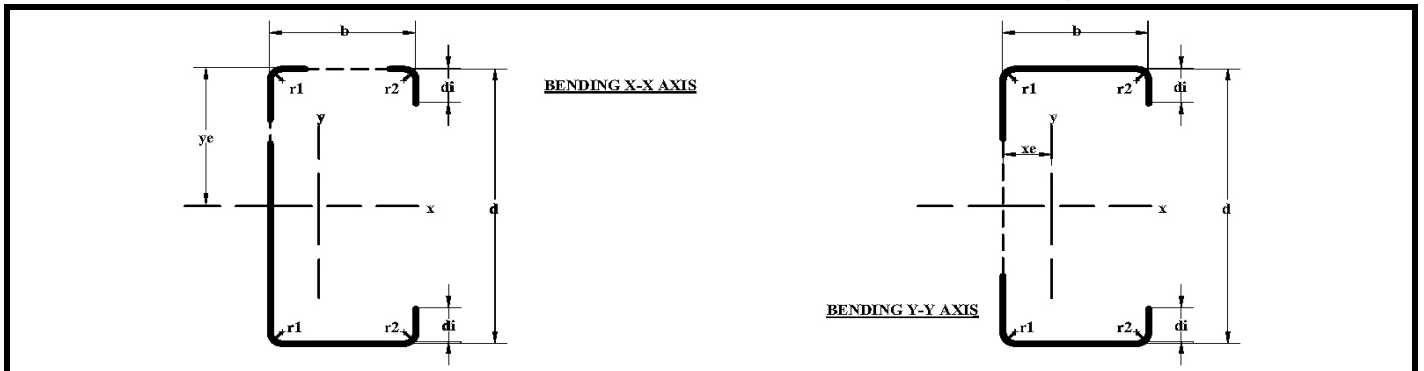 b
r1
r2
di
BENDING X-X AXIS
ye
y
x
d
r1
r2
di
b
r1
r2
di
y
xe
x
d
BENDING Y-Y AXIS
r1
r2
di